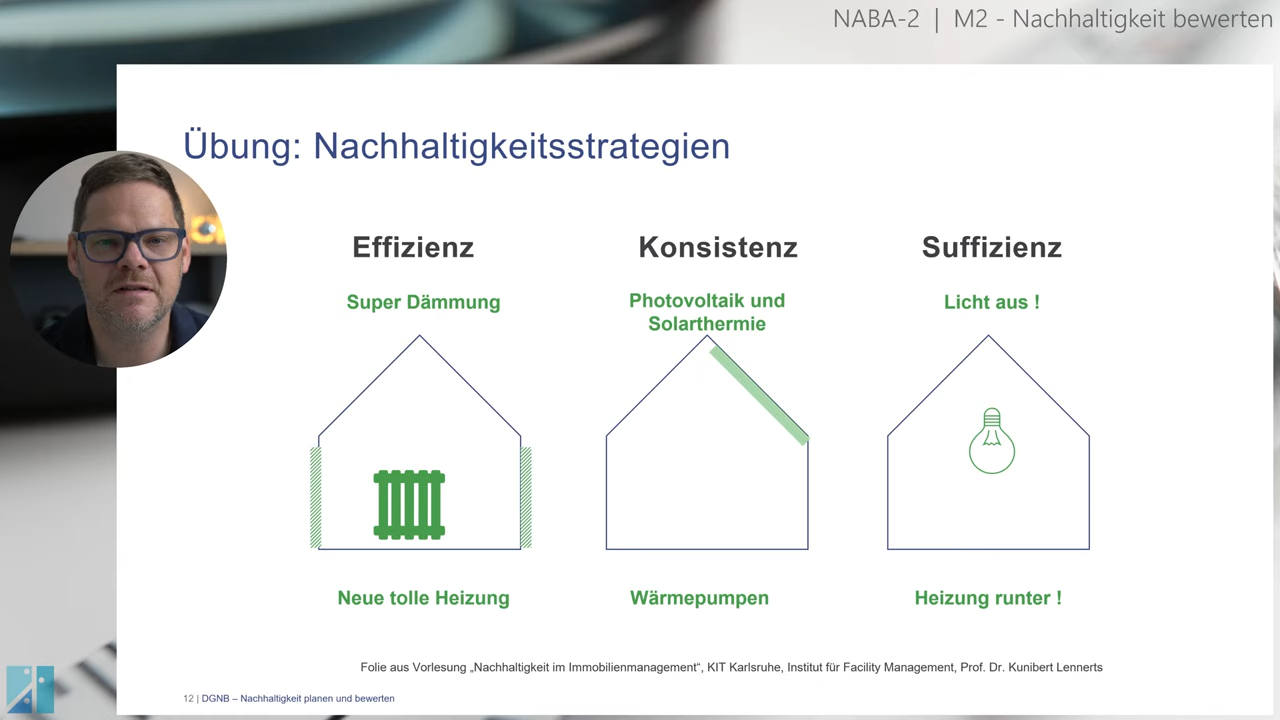 NABA-2 | M2 - Nachhaltigkeit bewerten
Übung: Nachhaltigkeitsstrategien
Effizienz
Konsistenz
Suffizienz
Super Dämmung
Photovoltaik und
Solarthermie
Licht aus !
Neue tolle Heizung
Wärmepumpen
Heizung runter !
Folie aus Vorlesung „Nachhaltigkeit im Immobilienmanagement“, KIT Karlsruhe, Institut für Facility Management, Prof. Dr. Kunibert Lennerts
12 | DGNB – Nachhaltigkeit planen und bewerten